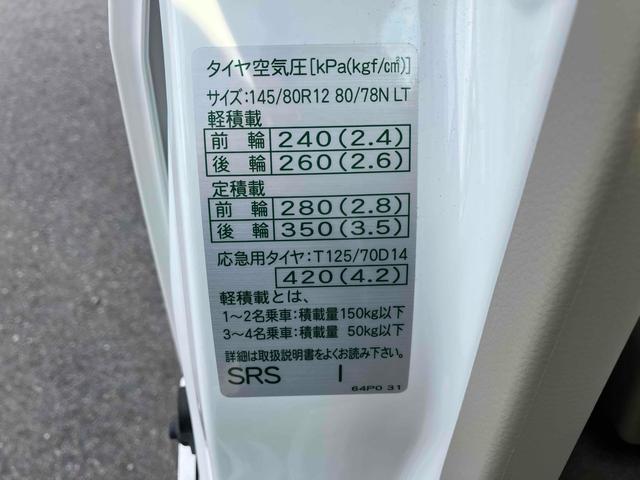 タイヤ空気圧[kPa(kgf/c㎡)]
サイズ:145/80R12 80/78N LT
軽積載
前輪 240(2.4)
後輪 260(2.6)
定積載
前輪 280(2.8)
後輪 350(3.5)
応急用タイヤ:T125/70D14
420(4.2)
軽積載とは、
1〜2名乗車:積載量150kg以下
3〜4名乗車:積載量 50kg以下
詳細は取扱説明書をよくお読み下さい。
SRS I
64P0 31